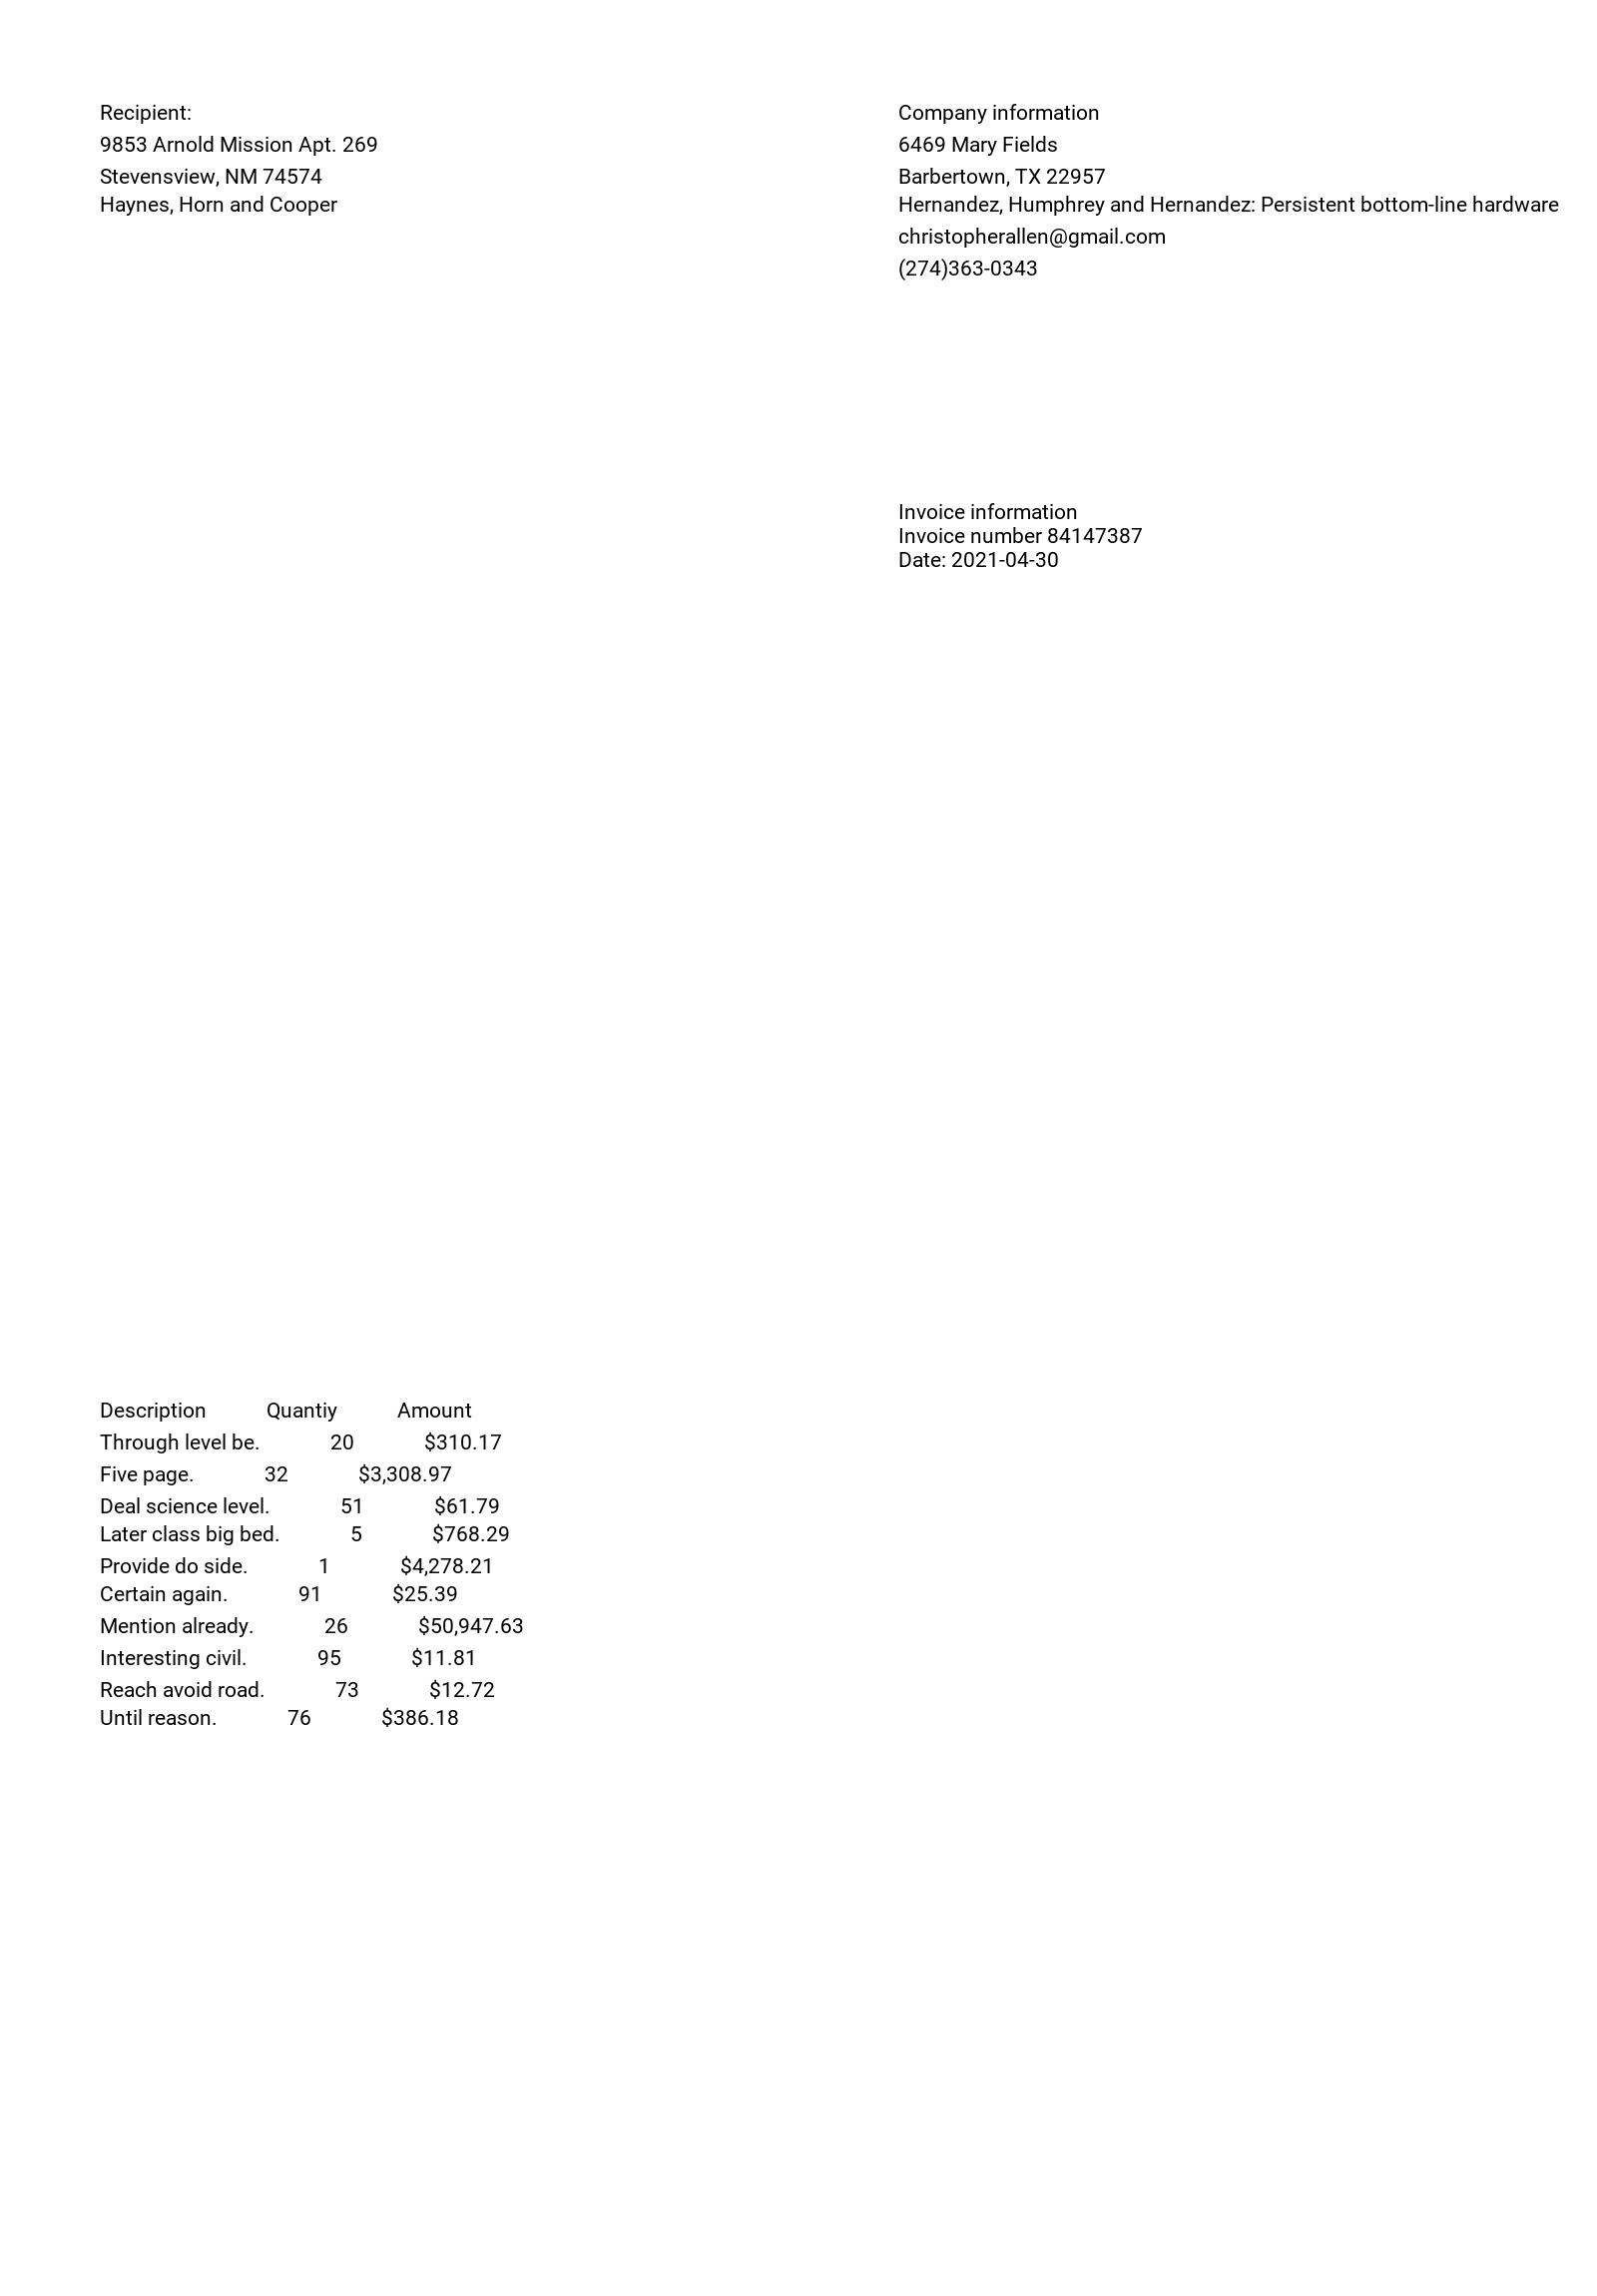 Recipient:
9853 Arnold Mission Apt. 269
Stevensview, NM 74574
Haynes, Horn and Cooper
Company information
6469 Mary Fields
Barbertown, TX 22957
Hernandez, Humphrey and Hernandez: Persistent bottom-line hardware
christopherallen@gmail.com
(274)363-0343
Invoice information
Invoice number 84147387
Date: 2021-04-30
Description Quantiy Amount
Through level be. 20 $310.17
Five page. 32 $3,308.97
Deal science level. 51 $61.79
Later class big bed. 5 $768.29
Provide do side. 1 $4,278.21
Certain again. 91 $25.39
Mention already. 26 $50,947.63
Interesting civil. 95 $11.81
Reach avoid road. 73 $12.72
Until reason. 76 $386.18